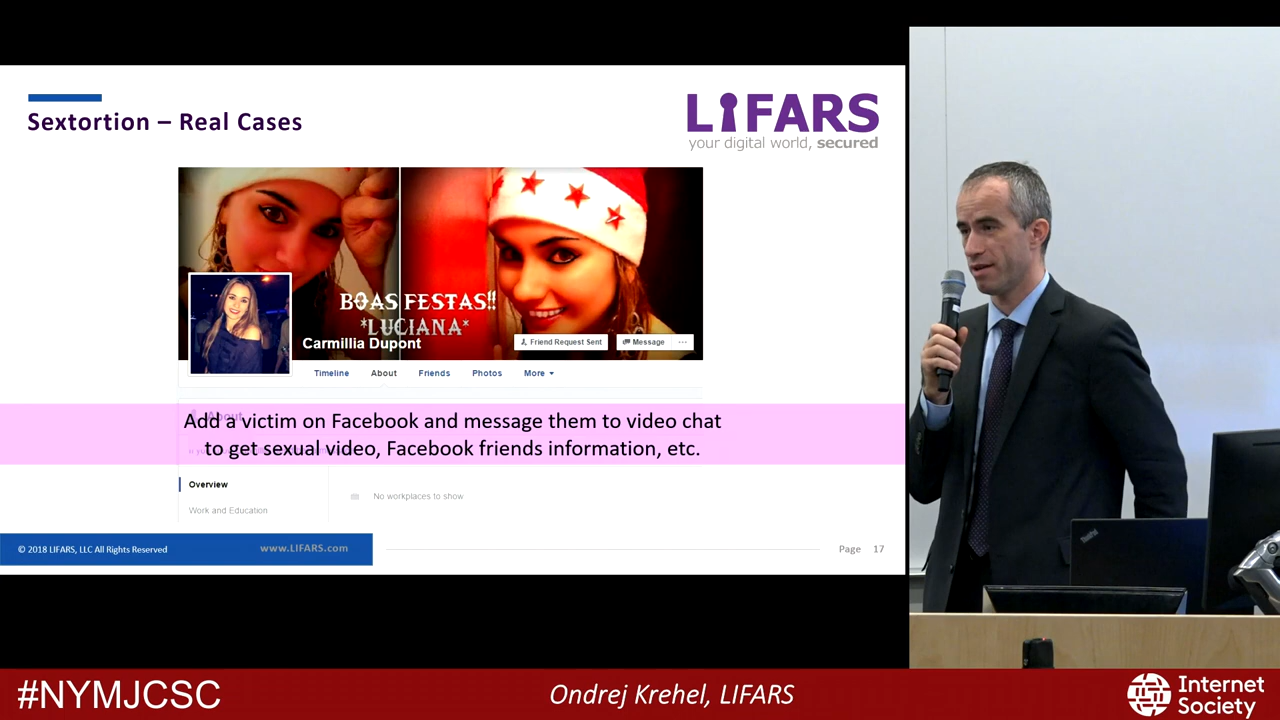 Sextortion – Real Cases
LIFARS
your digital world, secured
BOAS FESTAS!!
*LUCIANA*
Carmillia Dupont
Friend Request Sent
Message
Timeline
About
Friends
Photos
More
About
Add a victim on Facebook and message them to video chat
to get sexual video, Facebook friends information, etc.
Overview
No workplaces to show
Work and Education
© 2018 LIFARS, LLC All Rights Reserved
www.LIFARS.com
Page 17
ThinkPad
#NYMJCSC
Ondrej Krehel, LIFARS
Internet
Society